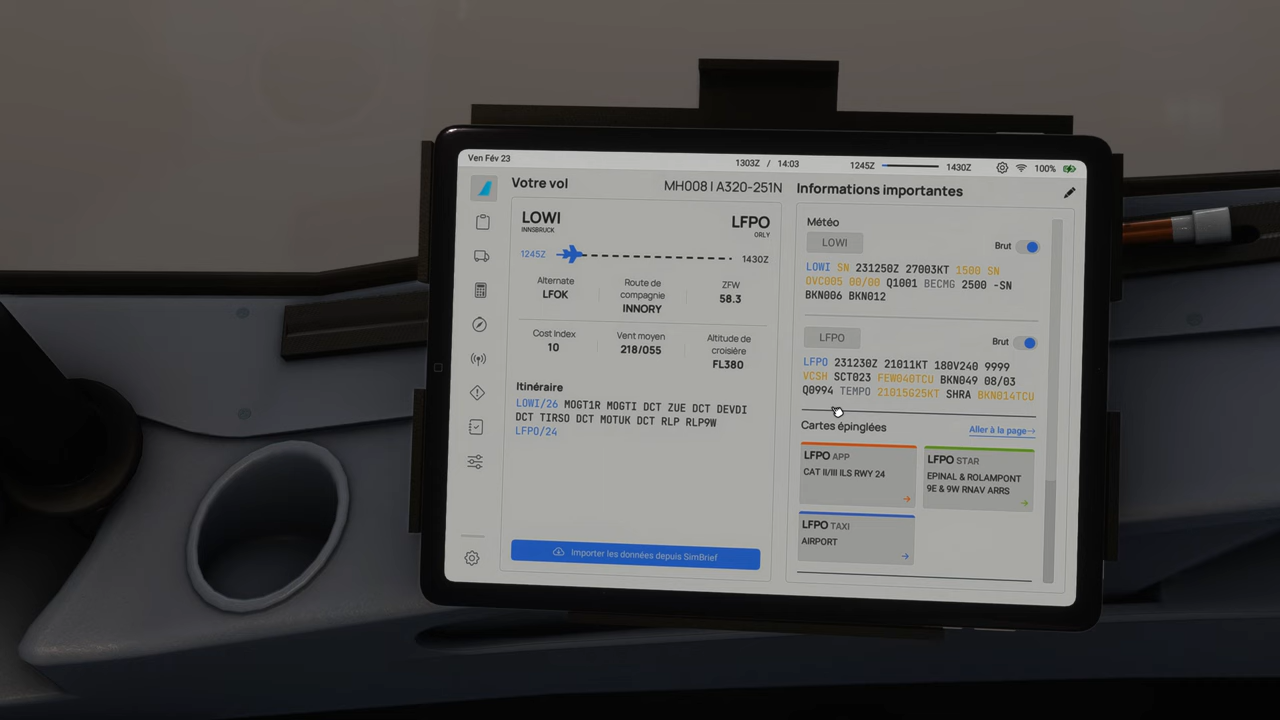 Ven Fév 23
1303Z / 14:03
1245Z
1430Z
100%
Votre vol
MH008 | A320-251N
LOWI
INNSBRUCK
LFPO
ORLY
1245Z
1430Z
Alternate
LFOK
Route de
compagnie
INNORY
ZFW
58.3
Cost Index
10
Vent moyen
218/055
Altitude de
croisière
FL380
Itinéraire
LOWI/26 MOGT1R MOGTI DCT ZUE DCT DEVDI
DCT TIRSO DCT MOTUK DCT RLP RLP9W
LFPO/24
Importer les données depuis SimBrief
Informations importantes
Météo
LOWI
Brut
LOWI SN 231250Z 27003KT 1500 SN
OVC005 00/00 Q1001 BECMG 2500 -SN
BKN006 BKN012
LFPO
Brut
LFPO 231230Z 21011KT 180V240 9999
VCSH SCT023 FEW040TCU BKN049 08/03
Q0994 TEMPO 21015G25KT SHRA BKN014TCU
Cartes épinglées
Aller à la page
LFPO APP
CAT II/III ILS RWY 24
LFPO STAR
EPINAL & ROLAMPONT
9E & 9W RNAV ARRS
LFPO TAXI
AIRPORT